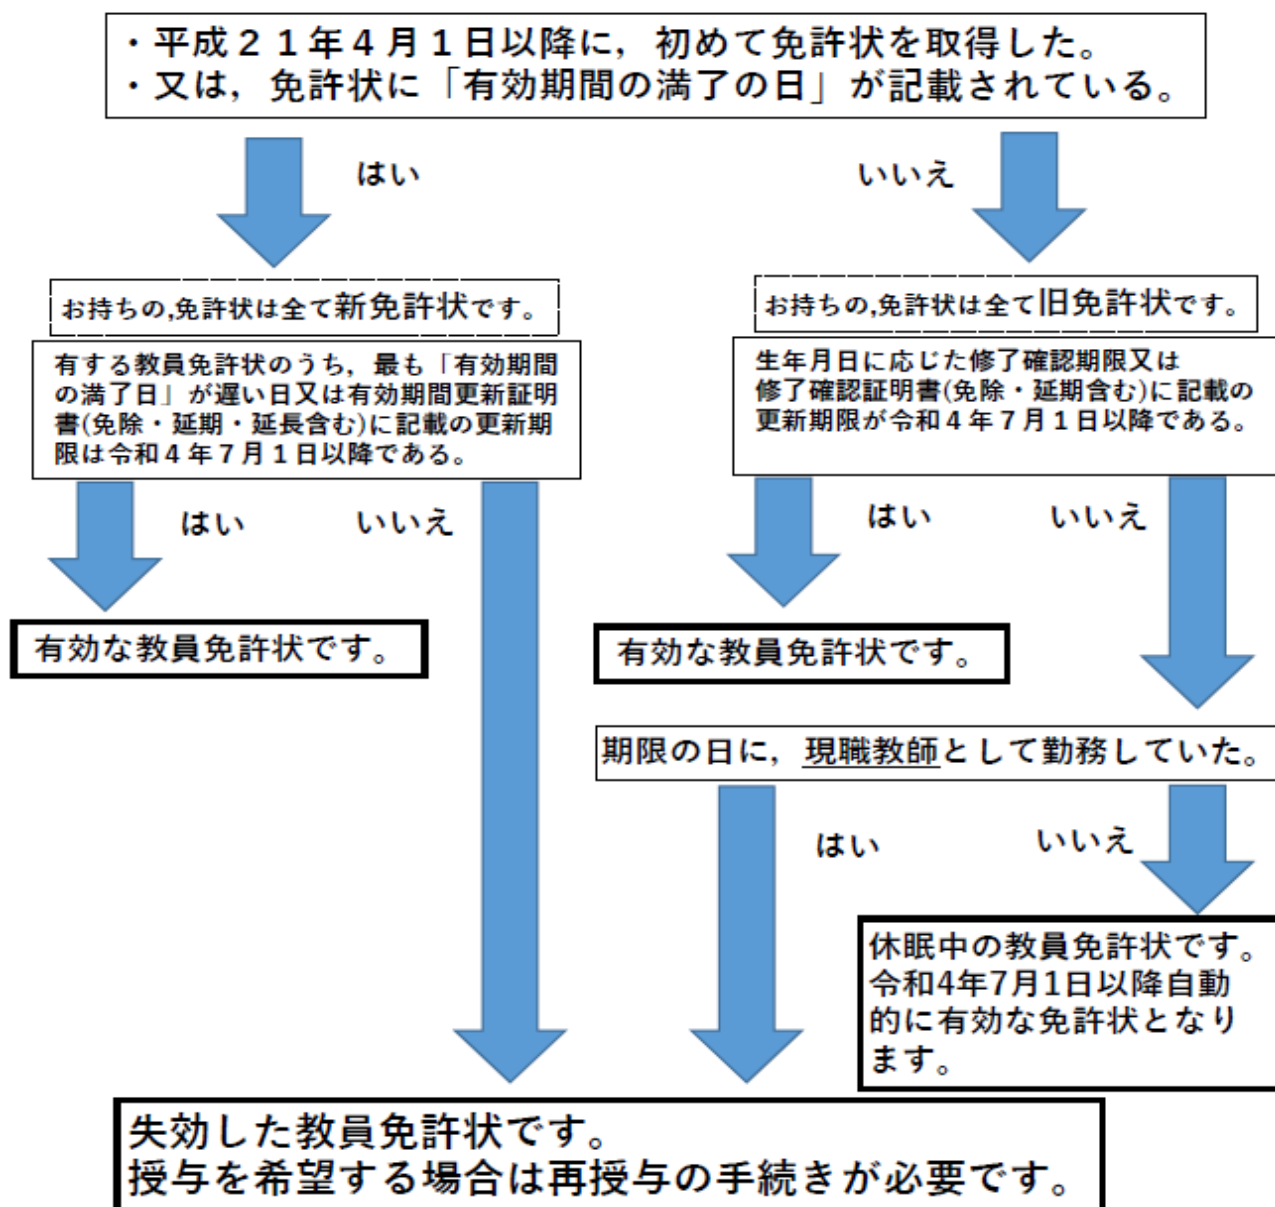 ・平成２１年４月１日以降に，初めて免許状を取得した。
・又は，免許状に「有効期間の満了の日」が記載されている。
はい
いいえ
お持ちの,免許状は全て新免許状です。
有する教員免許状のうち，最も「有効期間
の満了日」が遅い日又は有効期間更新証明
書(免除・延期・延長含む)に記載の更新期
限は令和４年７月１日以降である。
はい
いいえ
有効な教員免許状です。
お持ちの,免許状は全て旧免許状です。
生年月日に応じた修了確認期限又は
修了確認証明書(免除・延期含む)に記載の
更新期限が令和４年７月１日以降である。
はい
いいえ
有効な教員免許状です。
期限の日に，現職教師として勤務していた。
はい
いいえ
休眠中の教員免許状です。
令和4年7月1日以降自動
的に有効な免許状となり
ます。
失効した教員免許状です。
授与を希望する場合は再授与の手続きが必要です。